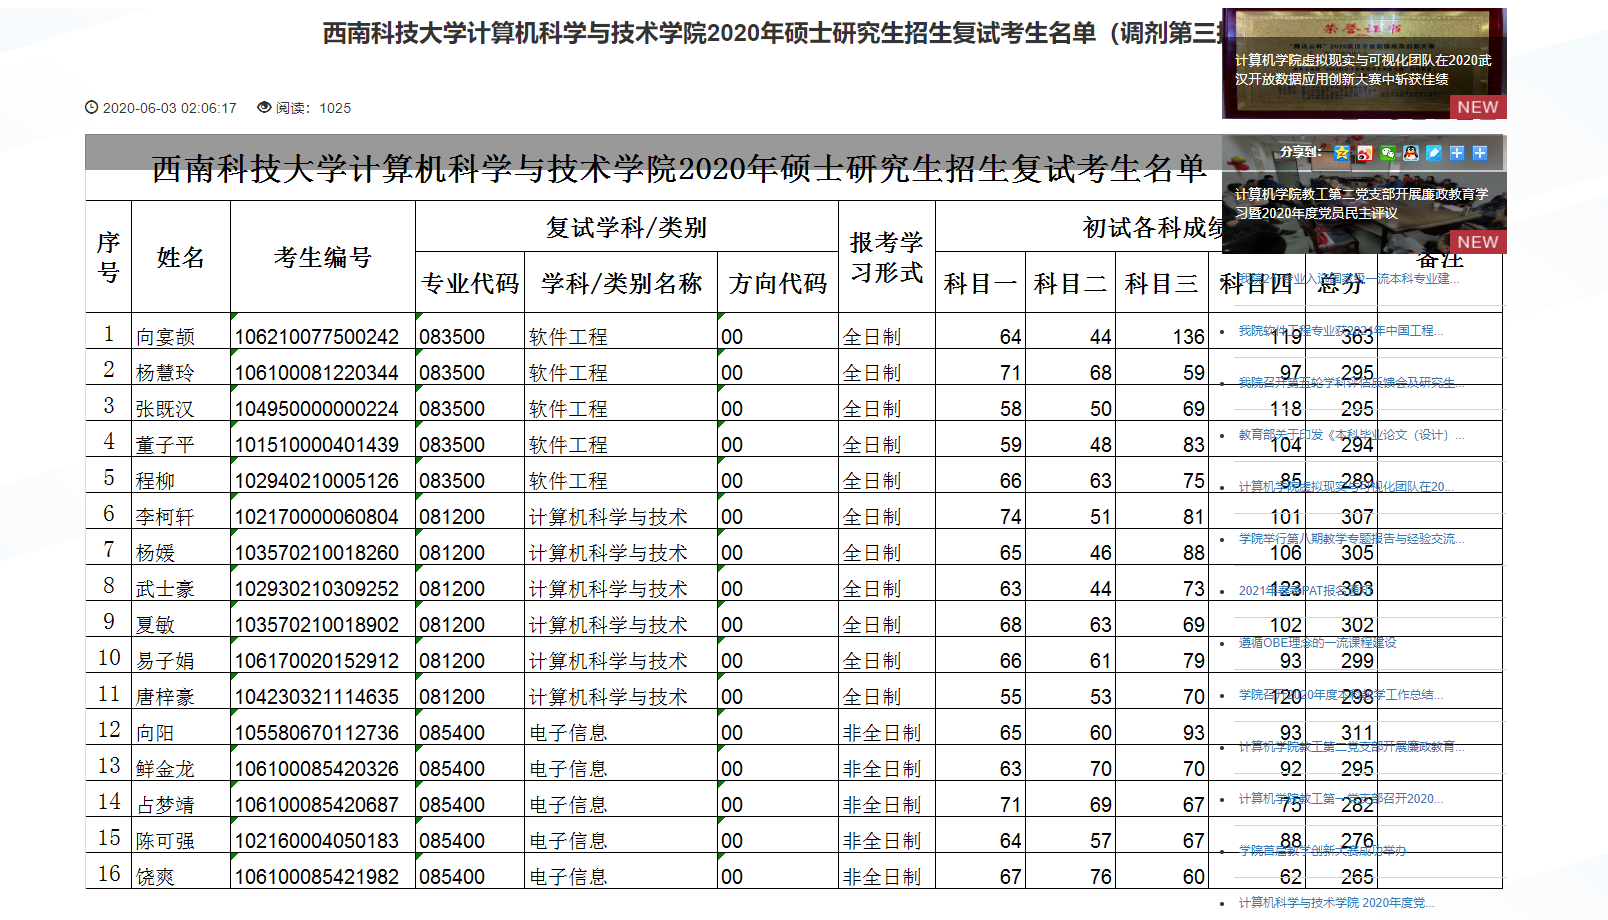 西南科技大学计算机科学与技术学院2020年硕士研究生招生复试考生名单（调剂第三
荣誉证书
计算机学院虚拟现实与可视化团队在2020武
汉开放数据应用创新大赛中斩获佳绩
NEW
2020-06-03 02:06:17 阅读：1025
分享到:
西南科技大学计算机科学与技术学院2020年硕士研究生招生复试考生名单
计算机学院教工第二党支部开展廉政教育学
习暨2020年度党员民主评议
NEW
序号 姓名 考生编号 复试学科/类别 报考学习形式 初试各科成绩 备注
专业代码 学科/类别名称 方向代码 科目一 科目二 科目三 科目四 总分
1 向宴颉 106210077500242 083500 软件工程 00 全日制 64 44 136 119 363
2 杨慧玲 106100081220344 083500 软件工程 00 全日制 71 68 59 97 295
3 张既汉 104950000000224 083500 软件工程 00 全日制 58 50 69 118 295
4 董子平 101510000401439 083500 软件工程 00 全日制 59 48 83 104 294
5 程柳 102940210005126 083500 软件工程 00 全日制 66 63 75 85 289
6 李柯轩 102170000060804 081200 计算机科学与技术 00 全日制 74 51 81 101 307
7 杨媛 103570210018260 081200 计算机科学与技术 00 全日制 65 46 88 106 305
8 武士豪 102930210309252 081200 计算机科学与技术 00 全日制 63 44 73 123 303
9 夏敏 103570210018902 081200 计算机科学与技术 00 全日制 68 63 69 102 302
10 易子娟 106170020152912 081200 计算机科学与技术 00 全日制 66 61 79 93 299
11 唐梓豪 104230321114635 081200 计算机科学与技术 00 全日制 55 53 70 120 298
12 向阳 105580670112736 085400 电子信息 00 非全日制 65 60 93 93 311
13 鲜金龙 106100085420326 085400 电子信息 00 非全日制 63 70 70 92 295
14 占梦靖 106100085420687 085400 电子信息 00 非全日制 71 69 67 75 282
15 陈可强 102160004050183 085400 电子信息 00 非全日制 64 57 67 88 276
16 饶爽 106100085421982 085400 电子信息 00 非全日制 67 76 60 62 265
我院2个专业入选国家级一流本科专业建...
我院软件工程专业获2021年中国工程...
我院召开第五轮学科评估反馈会及研究生...
教育部关于印发《本科毕业论文（设计）...
计算机学院虚拟现实与可视化团队在20...
学院举行第八期教学专题报告与经验交流...
2021年春季PAT报名通知
遵循OBE理念的一流课程建设
学院召开2020年度本科教学工作总结...
计算机学院教工第二党支部开展廉政教育...
计算机学院教工第一党支部召开2020...
学院首届教学创新大赛成功举办
计算机科学与技术学院 2020年度党...